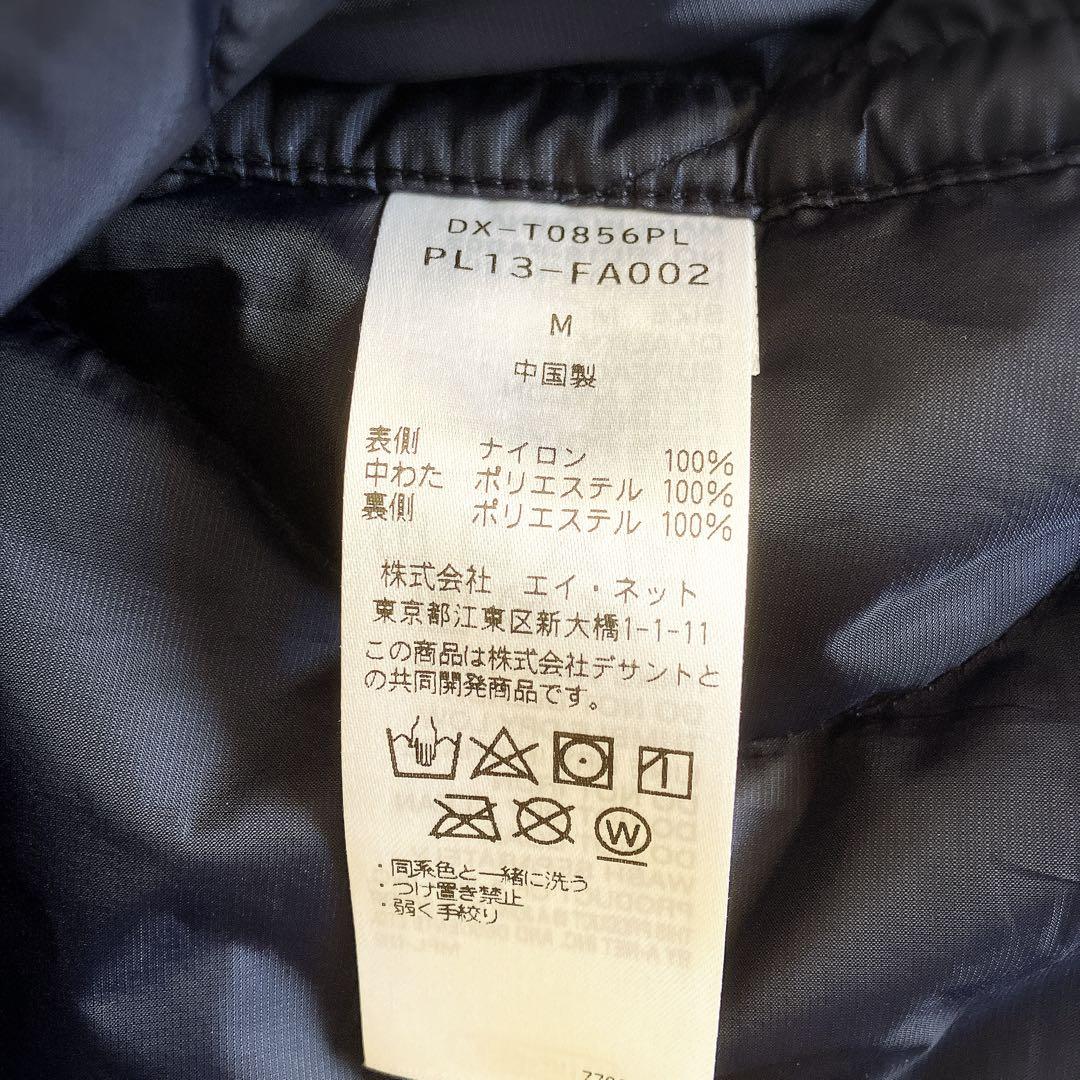 DX-T0856PL
PL13-FA002
M
中国製
表側 ナイロン 100%
中わた ポリエステル 100%
裏側 ポリエステル 100%
株式会社 エイ・ネット
東京都江東区新大橋1-1-11
この商品は株式会社デサントと
の共同開発商品です。
W
・同系色と一緒に洗う
・つけ置き禁止
・弱く手絞り